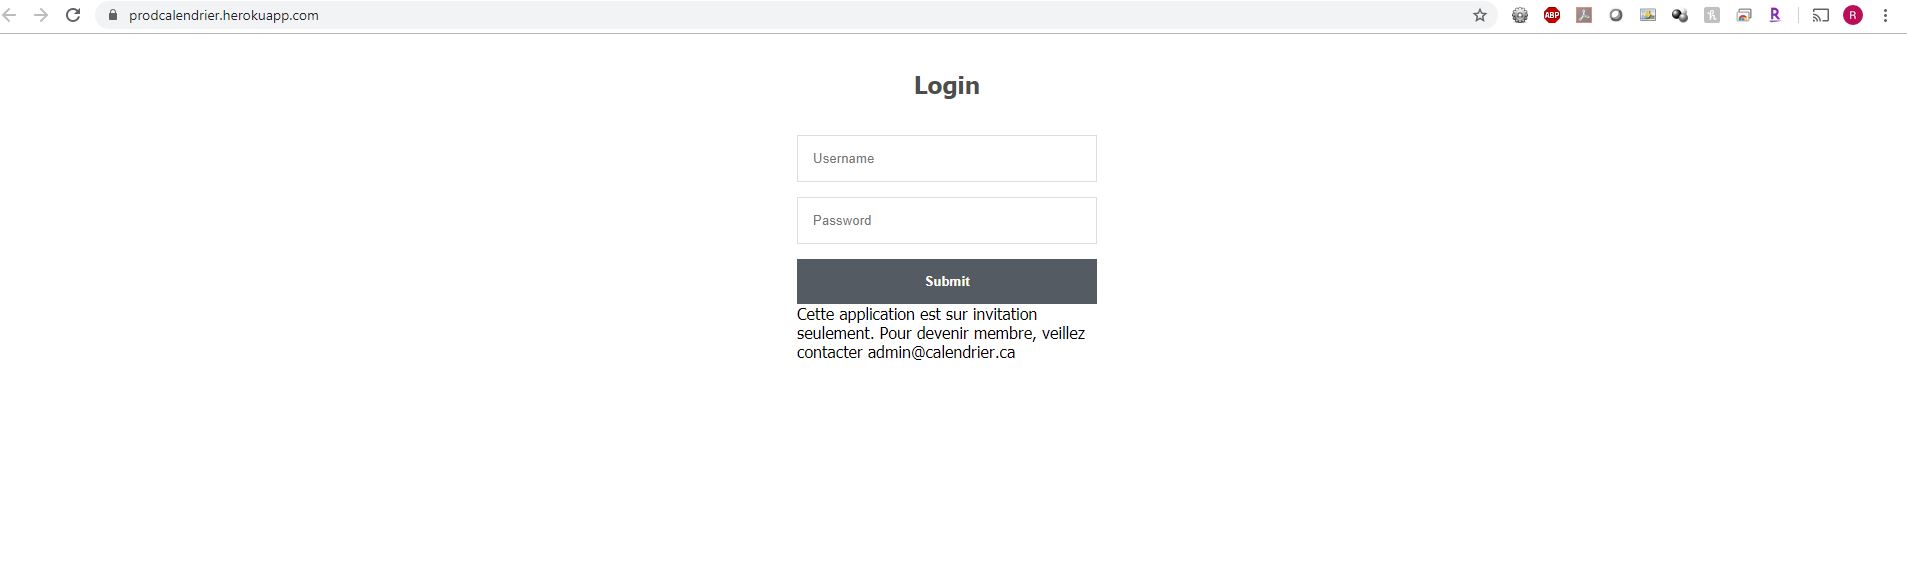 prodcalendrier.herokuapp.com
ABP
R
R
Login
Username
Password
Submit
Cette application est sur invitation
seulement. Pour devenir membre, veillez
contacter admin@calendrier.ca